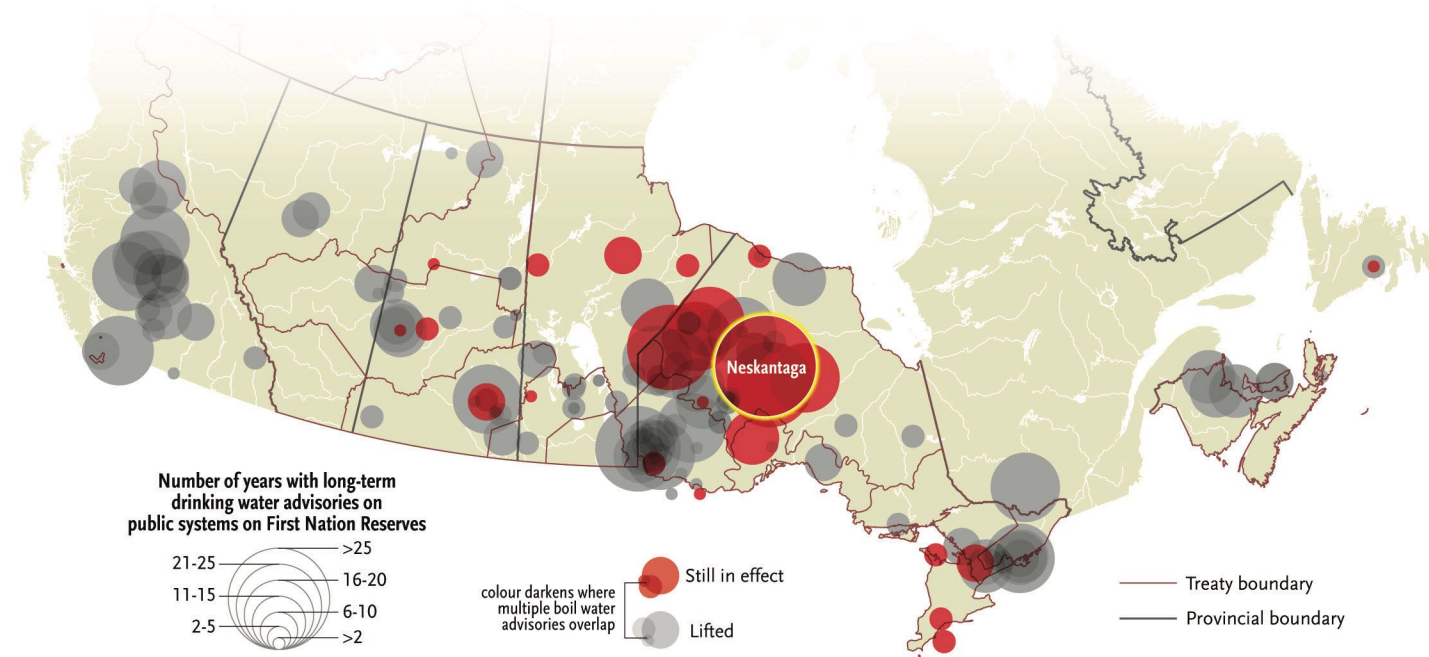 Neskantaga
Number of years with long-term
drinking water advisories on
public systems on First Nation Reserves
>25
21-25
16-20
11-15
6-10
2-5
>2
colour darkens where
multiple boil water
advisories overlap
Still in effect
Lifted
Treaty boundary
Provincial boundary